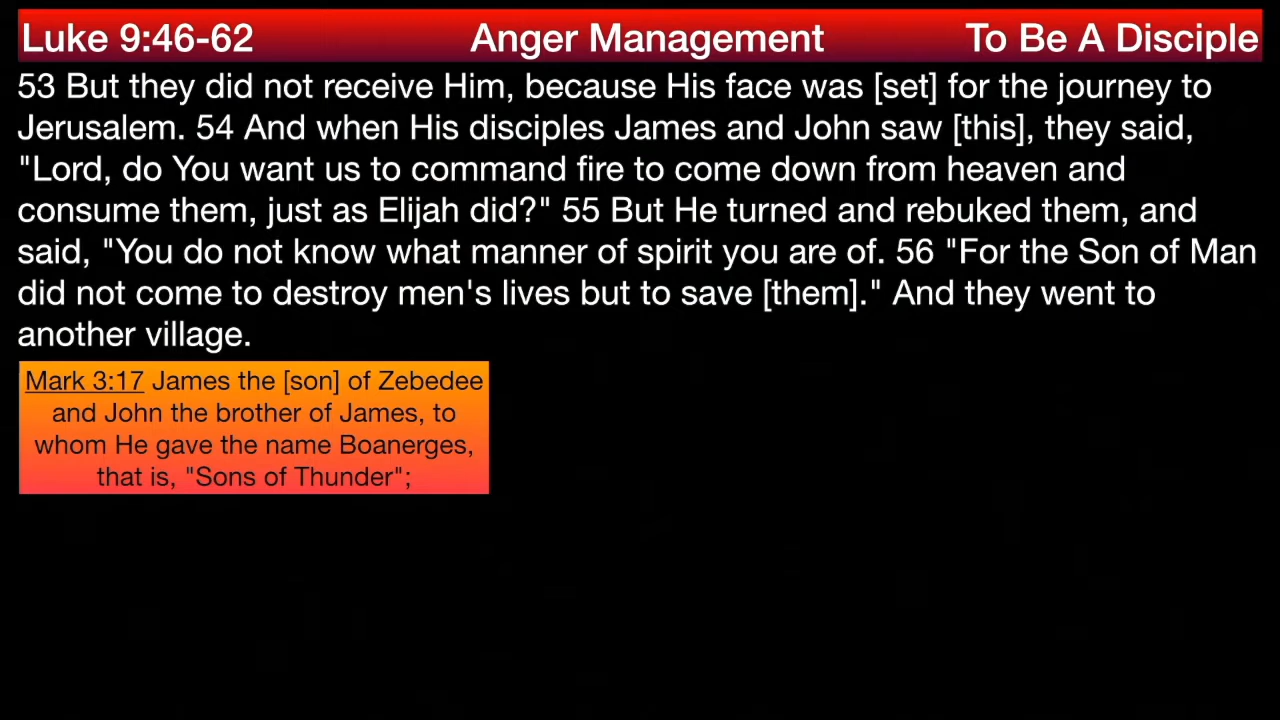 Luke 9:46-62 Anger Management To Be A Disciple
53 But they did not receive Him, because His face was [set] for the journey to
Jerusalem. 54 And when His disciples James and John saw [this], they said,
"Lord, do You want us to command fire to come down from heaven and
consume them, just as Elijah did?" 55 But He turned and rebuked them, and
said, "You do not know what manner of spirit you are of. 56 "For the Son of Man
did not come to destroy men's lives but to save [them]." And they went to
another village.
Mark 3:17 James the [son] of Zebedee
and John the brother of James, to
whom He gave the name Boanerges,
that is, "Sons of Thunder";